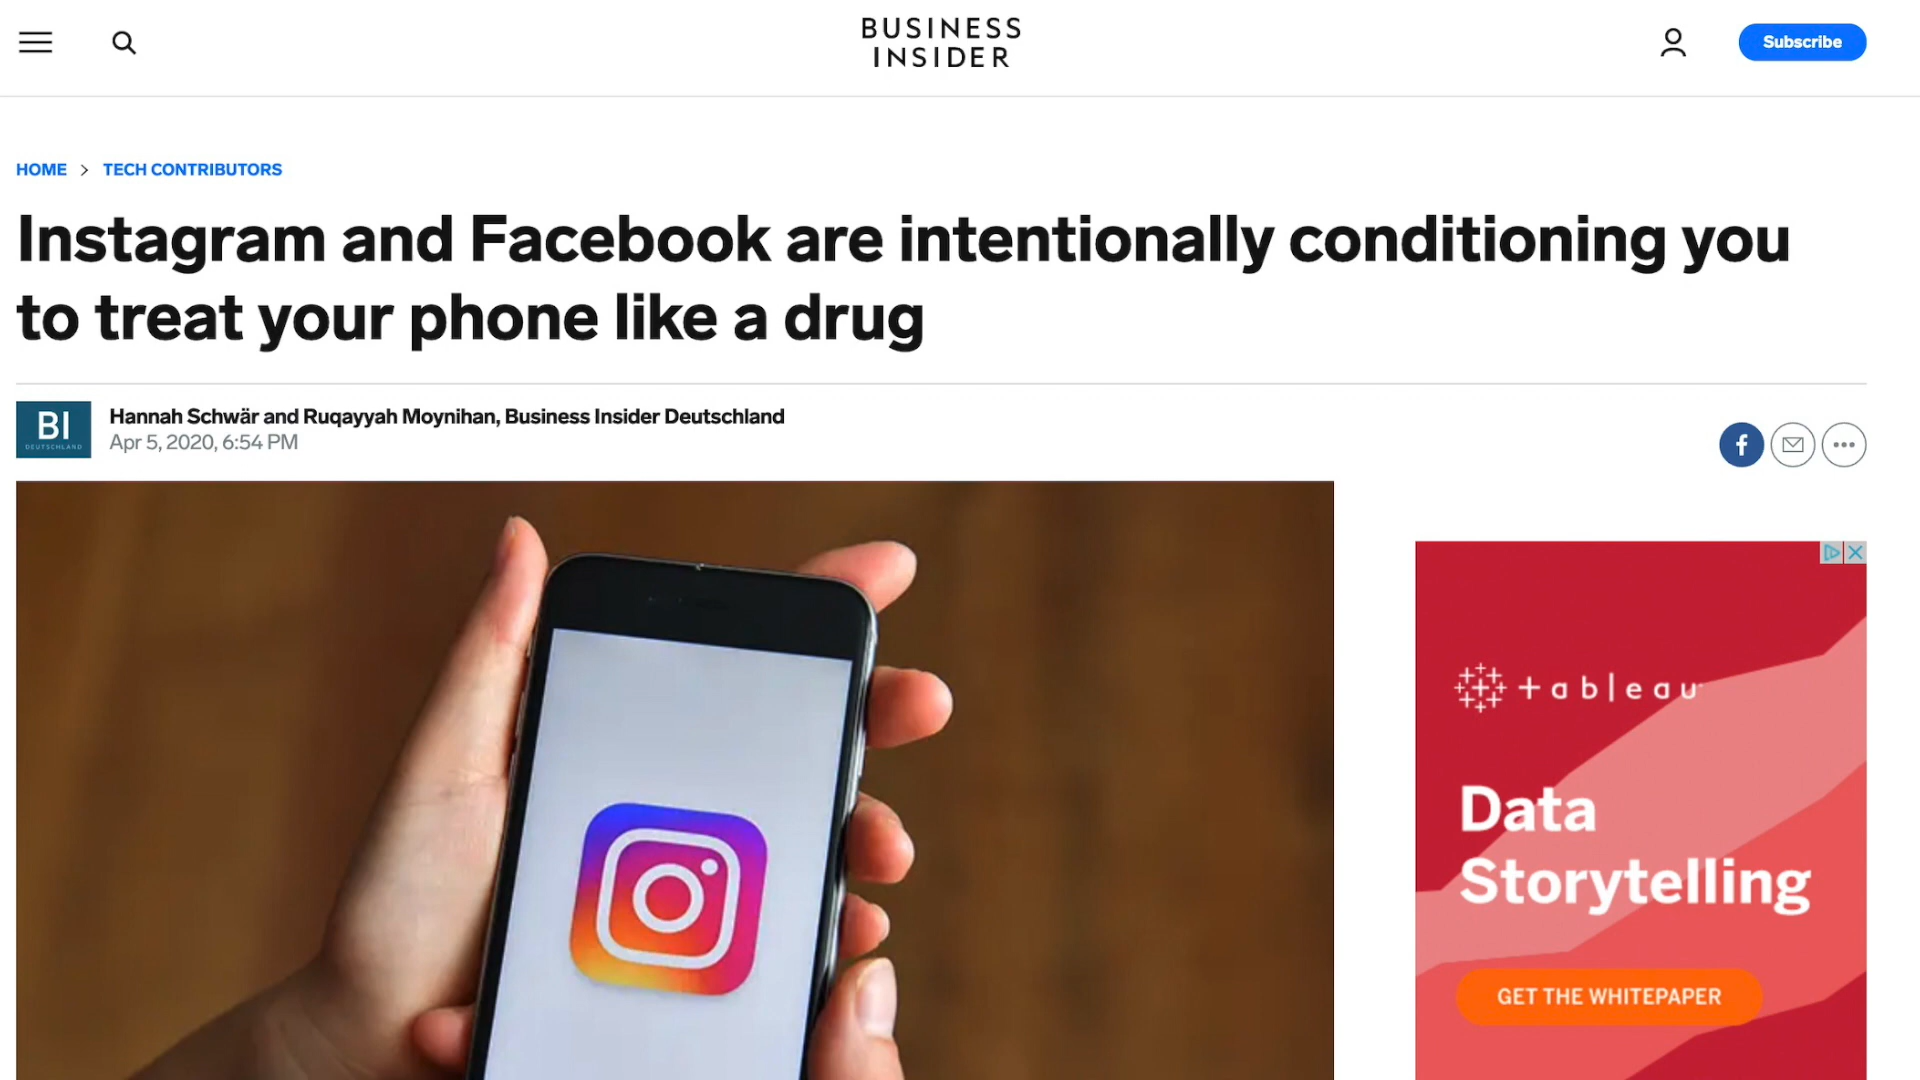 BUSINESS
INSIDER
Subscribe
HOME > TECH CONTRIBUTORS
Instagram and Facebook are intentionally conditioning you
to treat your phone like a drug
BI
DEUTSCHLAND
Hannah Schwär and Ruqayyah Moynihan, Business Insider Deutschland
Apr 5, 2020, 6:54 PM
f
+ableau
Data
Storytelling
GET THE WHITEPAPER